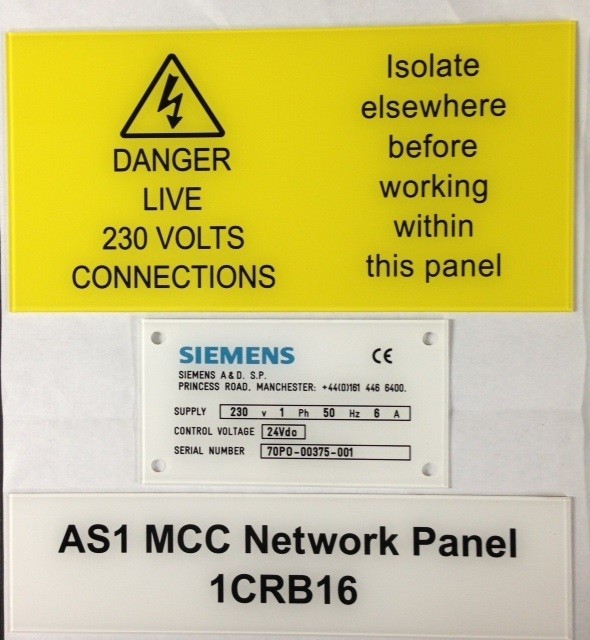 DANGER
LIVE
230 VOLTS
CONNECTIONS
Isolate
elsewhere
before
working
within
this panel
SIEMENS CE
SIEMENS A & D. S.P.
PRINCESS ROAD, MANCHESTER: +44(0)161 446 6400.
SUPPLY 230 v 1 Ph 50 Hz 6 A
CONTROL VOLTAGE 24Vdc
SERIAL NUMBER 70PO-00375-001
AS1 MCC Network Panel
1CRB16